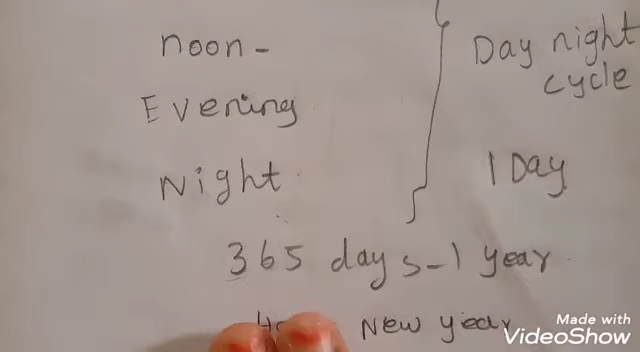 noon -
Evening
Night
Day night
cycle
1 Day
365 days - 1 year
New year
Made with
VideoShow